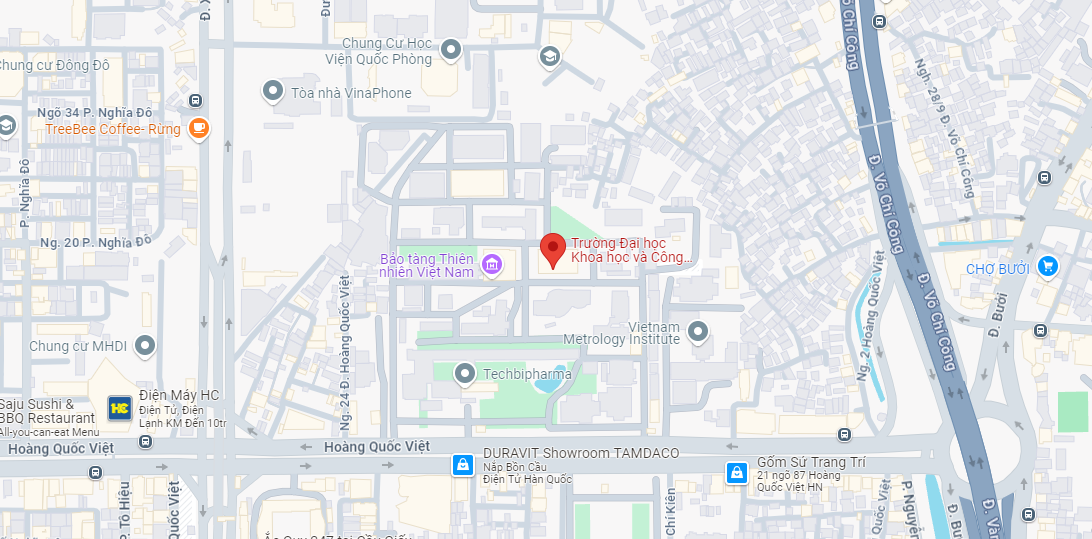 Đ. X
Võ Chí Công
Chung Cư Học
Viện Quốc Phòng
Chung cư Đông Đô
Tòa nhà VinaPhone
Ngh. 28/9 Đ. Võ Chí Công
Ngõ 34 P. Nghĩa Đô
TreeBee Coffee- Rừng
P. Nghĩa Đô
Đ. Võ Chí Công
Ng. 20 P. Nghĩa Đô
Trường Đại học
Khoa học và Công...
Bảo tàng Thiên
nhiên Việt Nam
CHỢ BƯỞI
Ng. 24 Đ. Hoàng Quốc Việt
Ng. 2 Hoàng Quốc Việt
Đ. Võ Chí Công
Đ. Bưởi
Vietnam
Metrology Institute
Chung cư MHDI
Techbipharma
Điện Máy HC
Điện Tử, Điện
Lạnh KM Đến 10tr
Saju Sushi &
BBQ Restaurant
All-you-can-eat Menu
Hoàng Quốc Việt
Hoàng Quốc Việt
DURAVIT Showroom TAMDACO
Nắp Bồn Cầu
Điện Tử Hàn Quốc
Gốm Sứ Trang Trí
21 ngõ 87 Hoàng
Quốc Việt HN
P. Tô Hiệu
Quốc Việt
Chí Kiên
Quốc Việt
P. Nguyễn
Đ. Bư